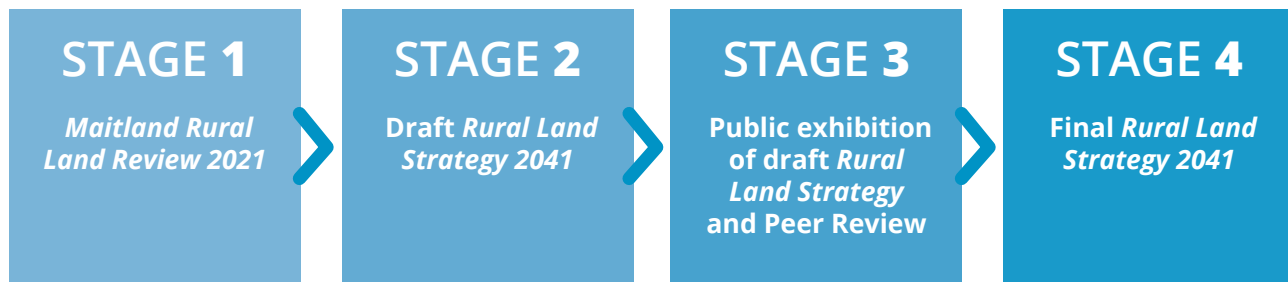 STAGE 1
Maitland Rural
Land Review 2021
STAGE 2
Draft Rural Land
Strategy 2041
STAGE 3
Public exhibition
of draft Rural
Land Strategy
and Peer Review
STAGE 4
Final Rural Land
Strategy 2041